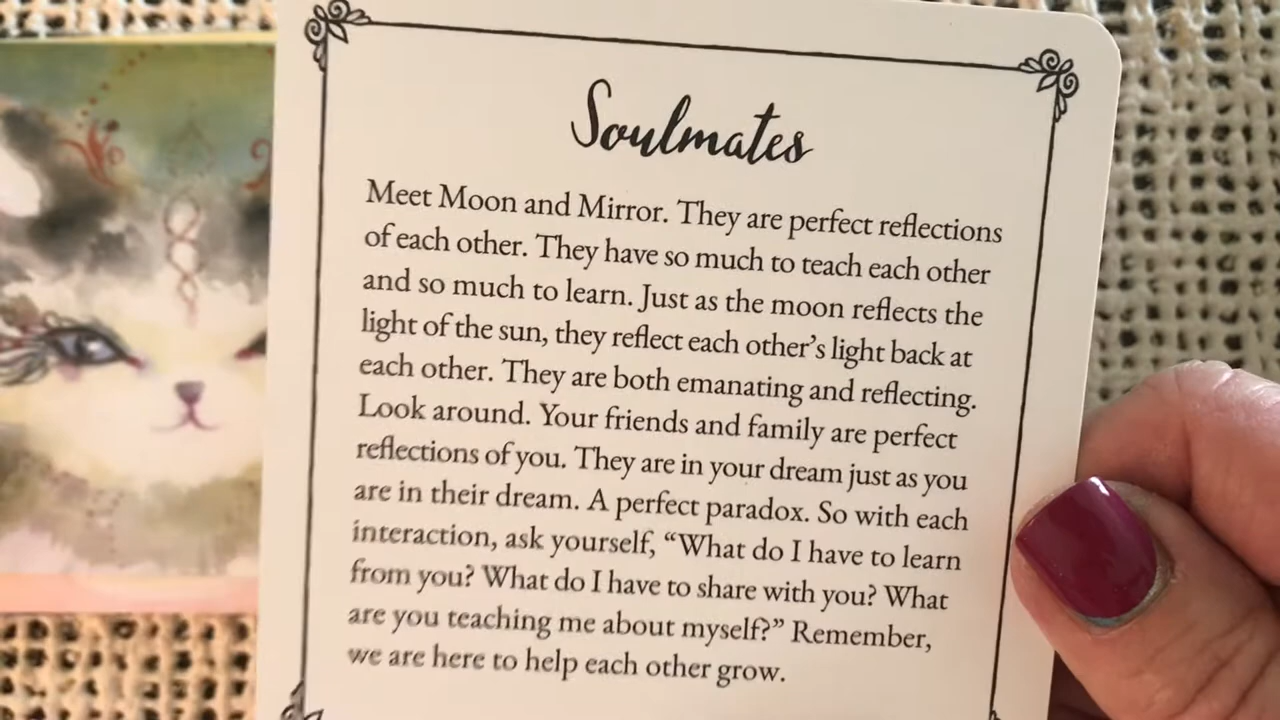 Soulmates
Meet Moon and Mirror. They are perfect reflections
of each other. They have so much to teach each other
and so much to learn. Just as the moon reflects the
light of the sun, they reflect each other’s light back at
each other. They are both emanating and reflecting.
Look around. Your friends and family are perfect
reflections of you. They are in your dream just as you
are in their dream. A perfect paradox. So with each
interaction, ask yourself, “What do I have to learn
from you? What do I have to share with you? What
are you teaching me about myself?” Remember,
we are here to help each other grow.